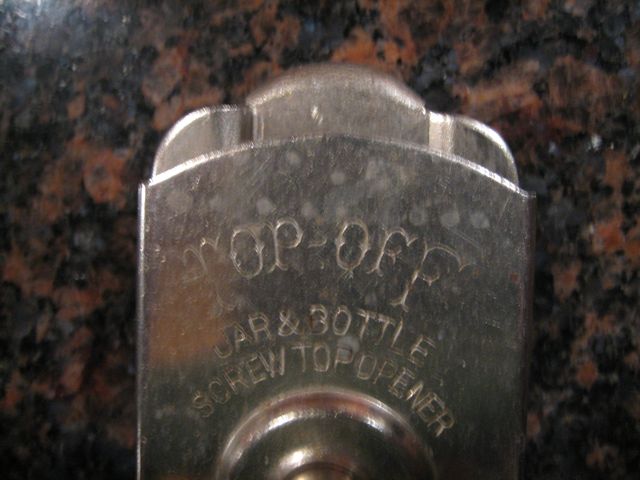 TOP-OFF
JAR & BOTTLE
SCREW TOP OPENER